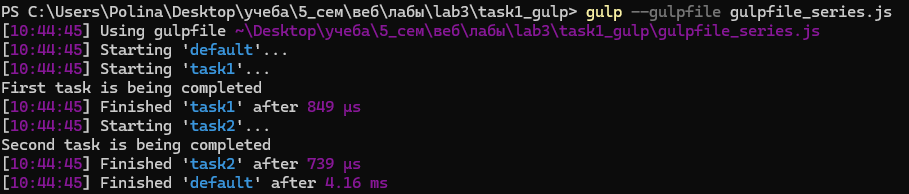 PS C:\Users\Polina\Desktop\учеба\5_сем\веб\лабы\lab3\task1_gulp> gulp --gulpfile gulpfile_series.js
[10:44:45] Using gulpfile ~\Desktop\учеба\5_сем\веб\лабы\lab3\task1_gulp\gulpfile_series.js
[10:44:45] Starting 'default'...
[10:44:45] Starting 'task1'...
First task is being completed
[10:44:45] Finished 'task1' after 849 μs
[10:44:45] Starting 'task2'...
Second task is being completed
[10:44:45] Finished 'task2' after 739 μs
[10:44:45] Finished 'default' after 4.16 ms